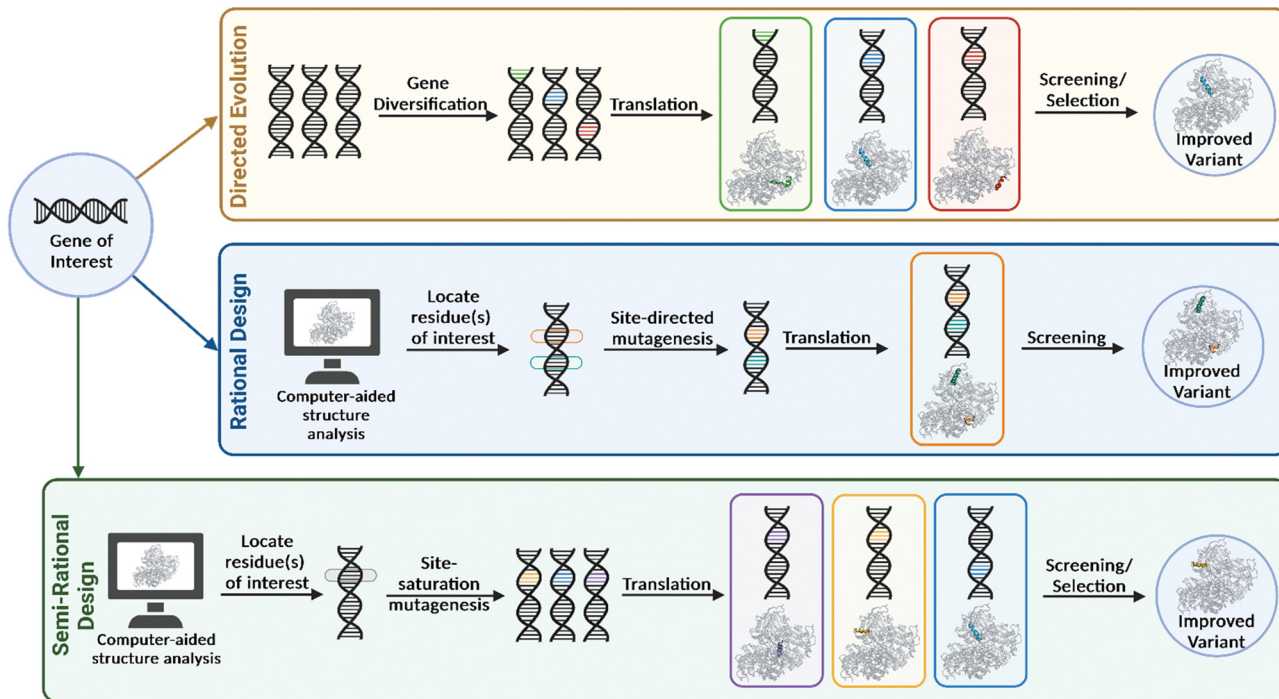 Gene of
Interest
Directed Evolution
Gene
Diversification
Translation
Screening/
Selection
Improved
Variant
Rational Design
Computer-aided
structure
analysis
Locate
residue(s)
of interest
Site-directed
mutagenesis
Translation
Screening
Improved
Variant
Semi-Rational
Design
Computer-aided
structure analysis
Locate
residue(s)
of interest
Site-
saturation
mutagenesis
Translation
Screening/
Selection
Improved
Variant